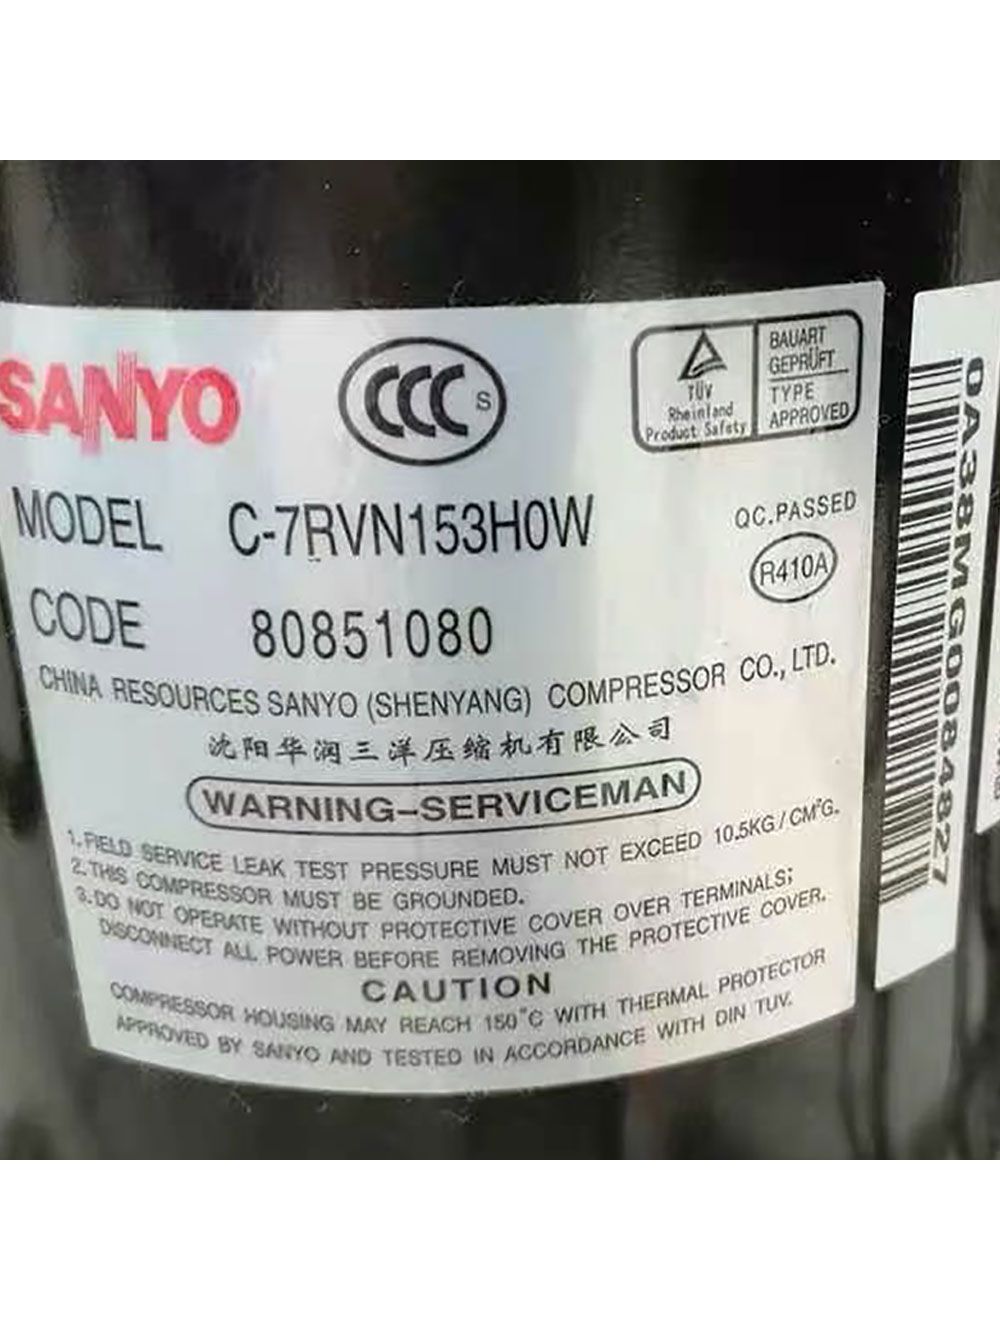 SANYO
CCC S
TÜV
Rheinland
Product Safety
BAUART
GEPRÜFT
TYPE
APPROVED
MODEL C-7RVN153H0W
QC.PASSED
R410A
CODE 80851080
CHINA RESOURCES SANYO (SHENYANG) COMPRESSOR CO., LTD.
沈阳华润三洋压缩机有限公司
WARNING-SERVICEMAN
1. FIELD SERVICE LEAK TEST PRESSURE MUST NOT EXCEED 10.5KG/CM²G.
2. THIS COMPRESSOR MUST BE GROUNDED.
3. DO NOT OPERATE WITHOUT PROTECTIVE COVER OVER TERMINALS;
DISCONNECT ALL POWER BEFORE REMOVING THE PROTECTIVE COVER.
CAUTION
COMPRESSOR HOUSING MAY REACH 150°C WITH THERMAL PROTECTOR
APPROVED BY SANYO AND TESTED IN ACCORDANCE WITH DIN TUV.
0A38MG0084827